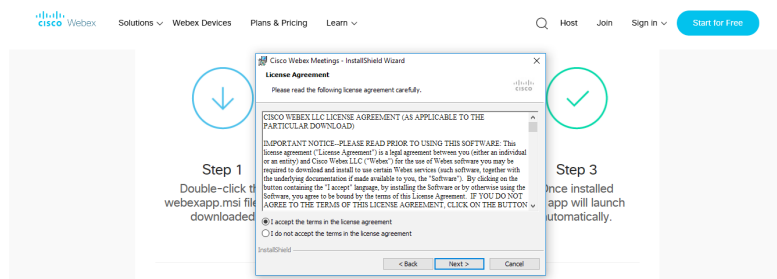 CISCO Webex Solutions Webex Devices Plans & Pricing Learn Host Join Sign in Start for Free
Cisco Webex Meetings - InstallShield Wizard
License Agreement
Please read the following license agreement carefully.
CISCO
CISCO WEBEX LLC LICENSE AGREEMENT (AS APPLICABLE TO THE
PARTICULAR DOWNLOAD)
IMPORTANT NOTICE--PLEASE READ PRIOR TO USING THIS SOFTWARE: This
license agreement ("License Agreement") is a legal agreement between you (either an individual
or an entity) and Cisco Webex LLC ("Webex") for the use of Webex software you may be
required to download and install to use certain Webex services (such software, together with
the underlying documentation if made available to you, the "Software"). By clicking on the
button containing the "I accept" language, by installing the Software or by otherwise using the
Software, you agree to be bound by the terms of this License Agreement. IF YOU DO NOT
AGREE TO THE TERMS OF THIS LICENSE AGREEMENT, CLICK ON THE BUTTON
I accept the terms in the license agreement
I do not accept the terms in the license agreement
InstallShield
< Back Next > Cancel
Step 1
Double-click th
webexapp.msi file
downloaded
Step 3
Once installed
app will launch
automatically.